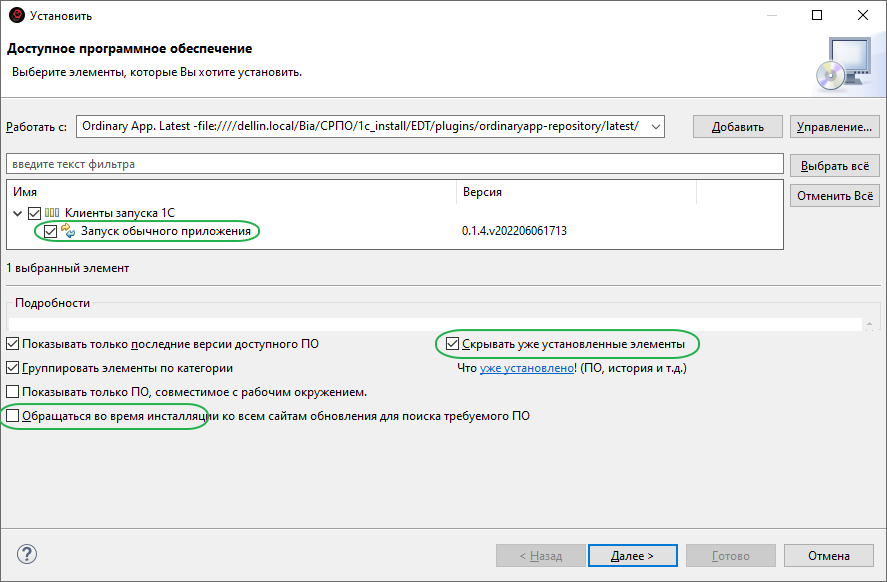 Установить
Доступное программное обеспечение
Выберите элементы, которые Вы хотите установить.
Работать с: Ordinary App. Latest -file:////dellin.local/Bia/СРПО/1c_install/EDT/plugins/ordinaryapp-repository/latest/ Добавить Управление...
введите текст фильтра Выбрать всё
Имя Версия Отменить Всё
Клиенты запуска 1С
Запуск обычного приложения 0.1.4.v202206061713
1 выбранный элемент
Подробности
Показывать только последние версии доступного ПО Скрывать уже установленные элементы
Группировать элементы по категории Что уже установлено! (ПО, история и т.д.)
Показывать только ПО, совместимое с рабочим окружением.
Обращаться во время инсталляции ко всем сайтам обновления для поиска требуемого ПО
? < Назад Далее > Готово Отмена